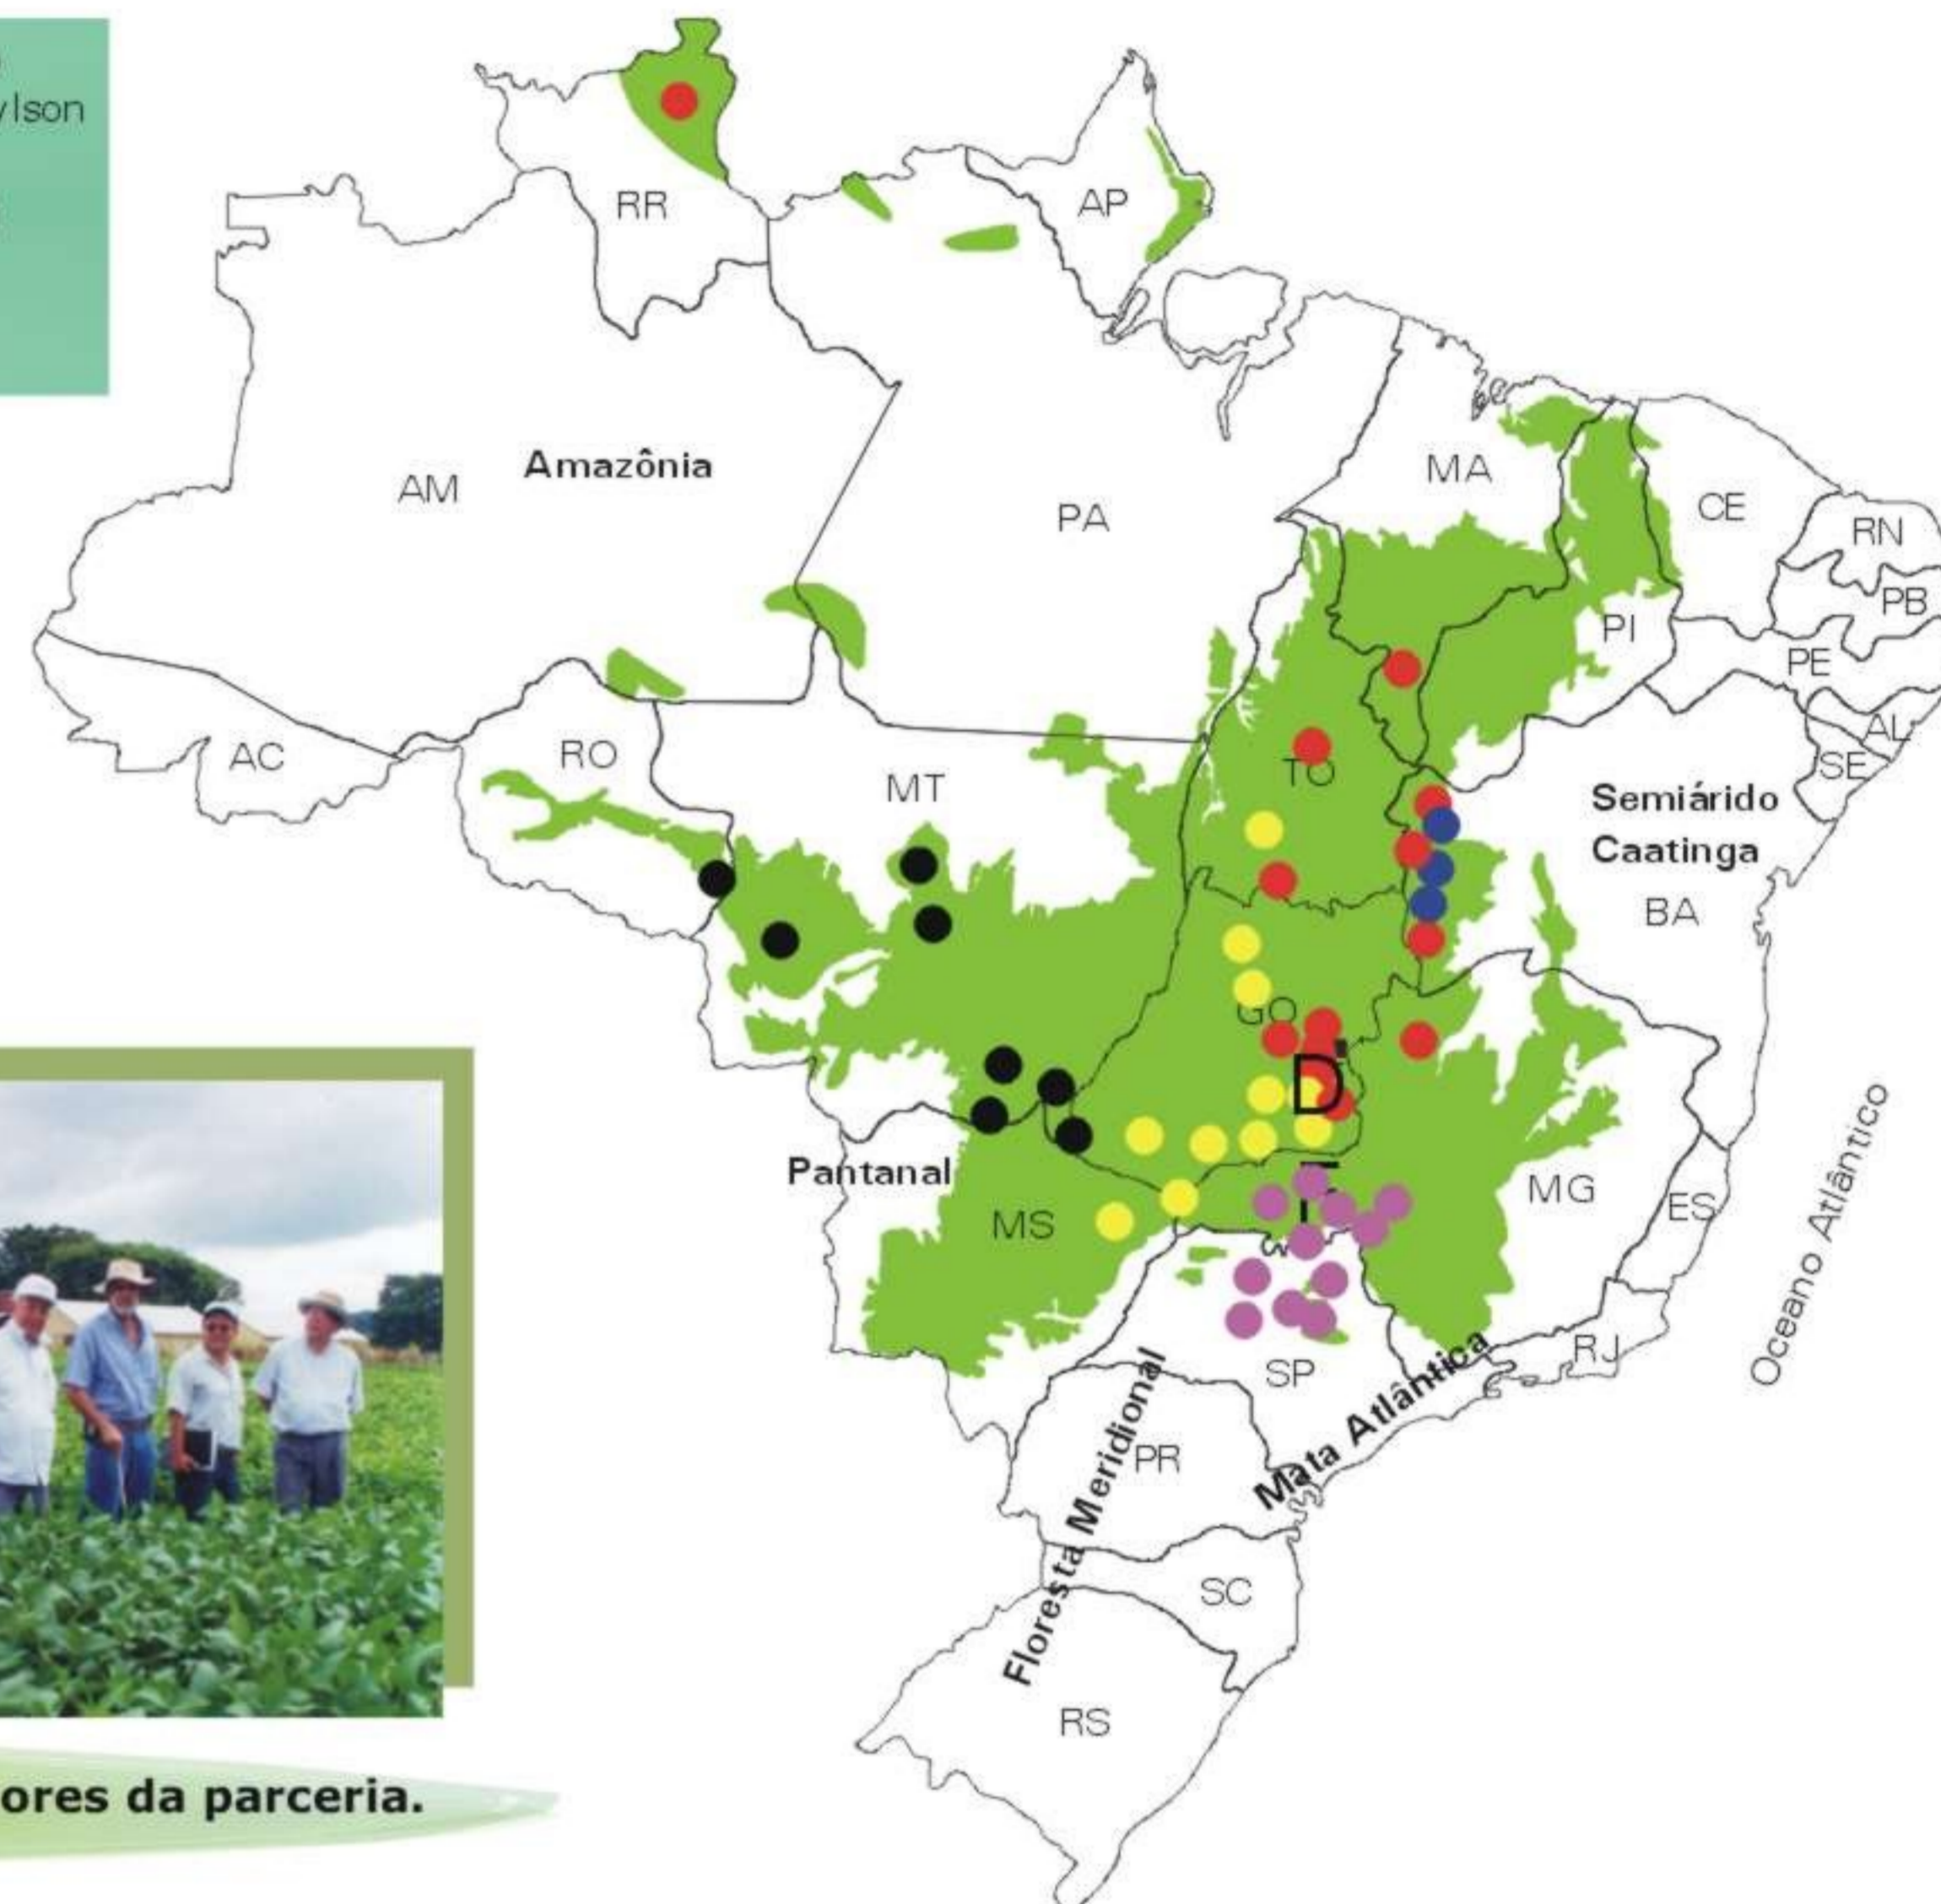 RR
AP
AM
Amazônia
PA
MA
CE
RN
PB
PI
PE
AL
SE
AC
RO
MT
TO
Semiárido
Caatinga
BA
GO
D
F
Pantanal
MS
MG
ES
Oceano Atlântico
SP
RJ
Mata Atlântica
Floresta Meridional
PR
SC
RS
ores da parceria.